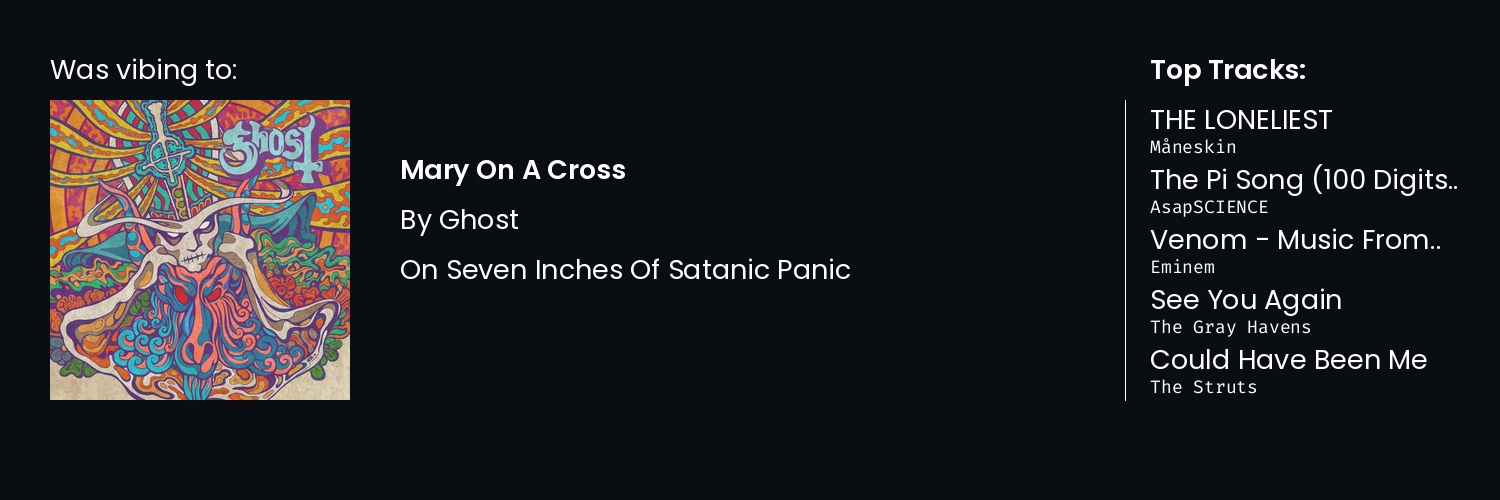 Was vibing to:
Ghost
Mary On A Cross
By Ghost
On Seven Inches Of Satanic Panic
Top Tracks:
THE LONELIEST
Måneskin
The Pi Song (100 Digits..
AsapSCIENCE
Venom - Music From..
Eminem
See You Again
The Gray Havens
Could Have Been Me
The Struts